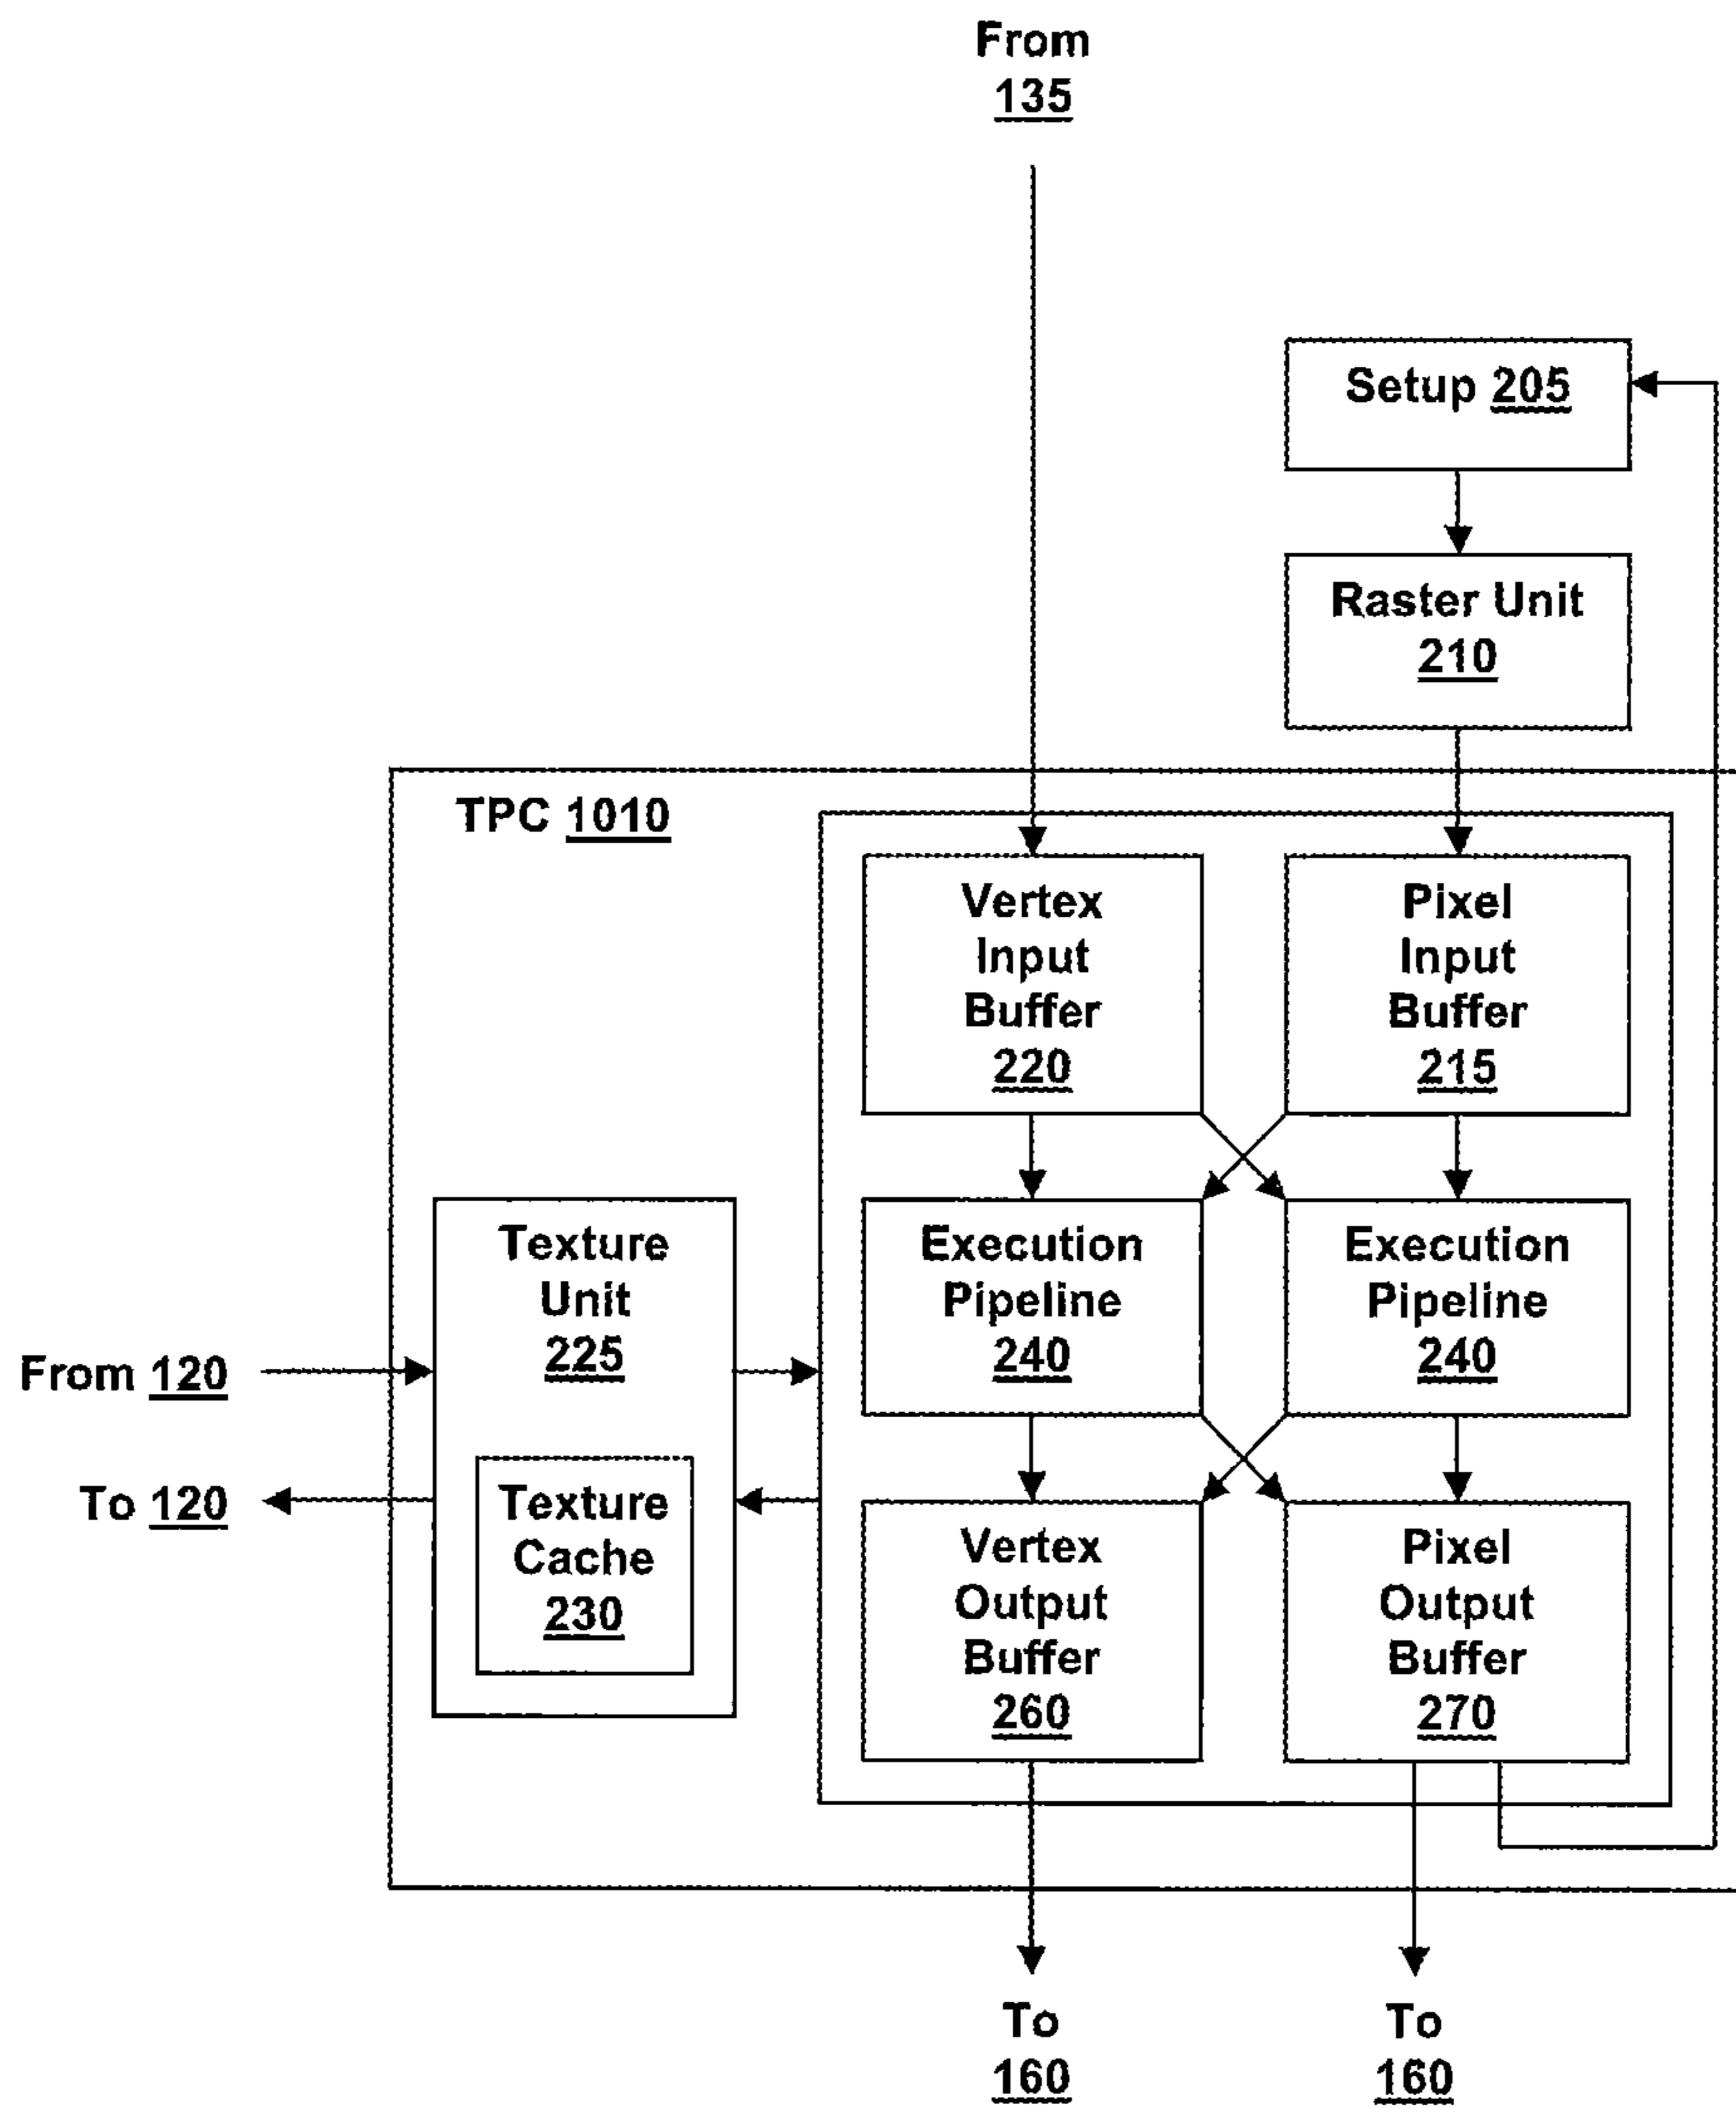 From
135
Setup 205
Raster Unit
210
TPC 1010
Vertex
Input
Buffer
220
Pixel
Input
Buffer
215
Texture
Unit
225
Execution
Pipeline
240
Execution
Pipeline
240
From 120
To 120
Texture
Cache
230
Vertex
Output
Buffer
260
Pixel
Output
Buffer
270
To
160
To
160